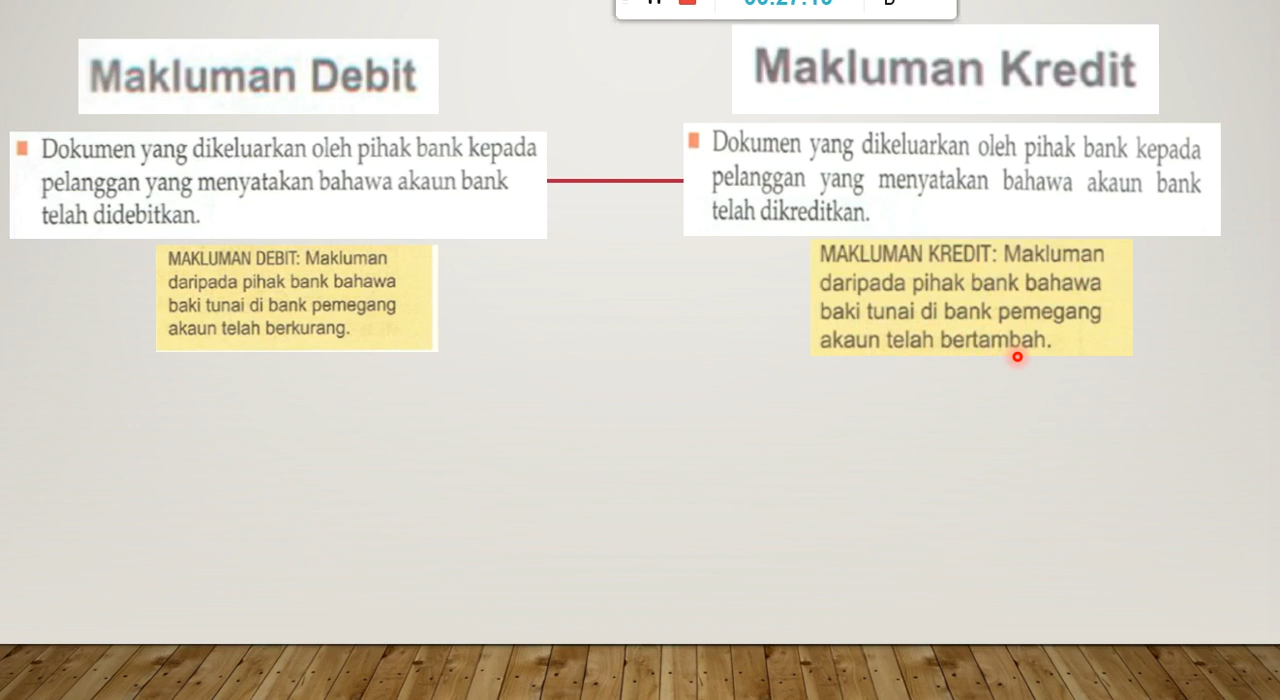 Makluman Debit
Dokumen yang dikeluarkan oleh pihak bank kepada
pelanggan yang menyatakan bahawa akaun bank
telah didebitkan.
MAKLUMAN DEBIT: Makluman
daripada pihak bank bahawa
baki tunai di bank pemegang
akaun telah berkurang.
Makluman Kredit
Dokumen yang dikeluarkan oleh pihak bank kepada
pelanggan yang menyatakan bahawa akaun bank
telah dikreditkan.
MAKLUMAN KREDIT: Makluman
daripada pihak bank bahawa
baki tunai di bank pemegang
akaun telah bertambah.